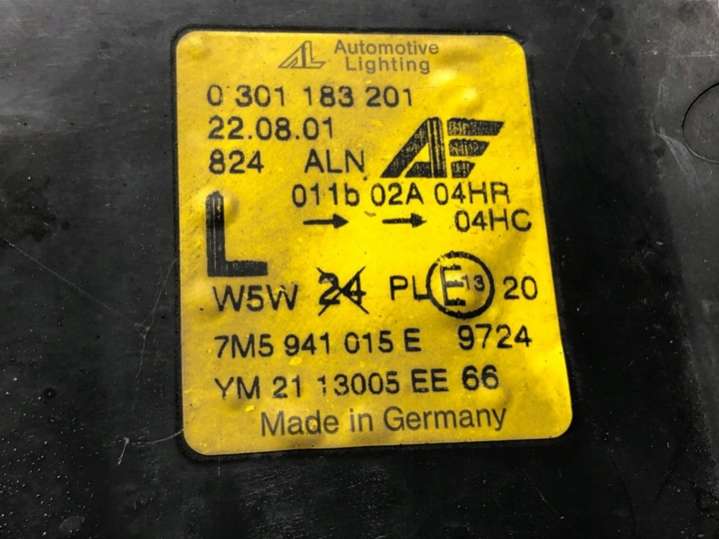 AL Automotive
Lighting
0 301 183 201
22.08.01
824 ALN
011b 02A 04HR
→ → 04HC
L
W5W 24 PL E 13 20
7M5 941 015 E 9724
YM 21 13005 EE 66
Made in Germany